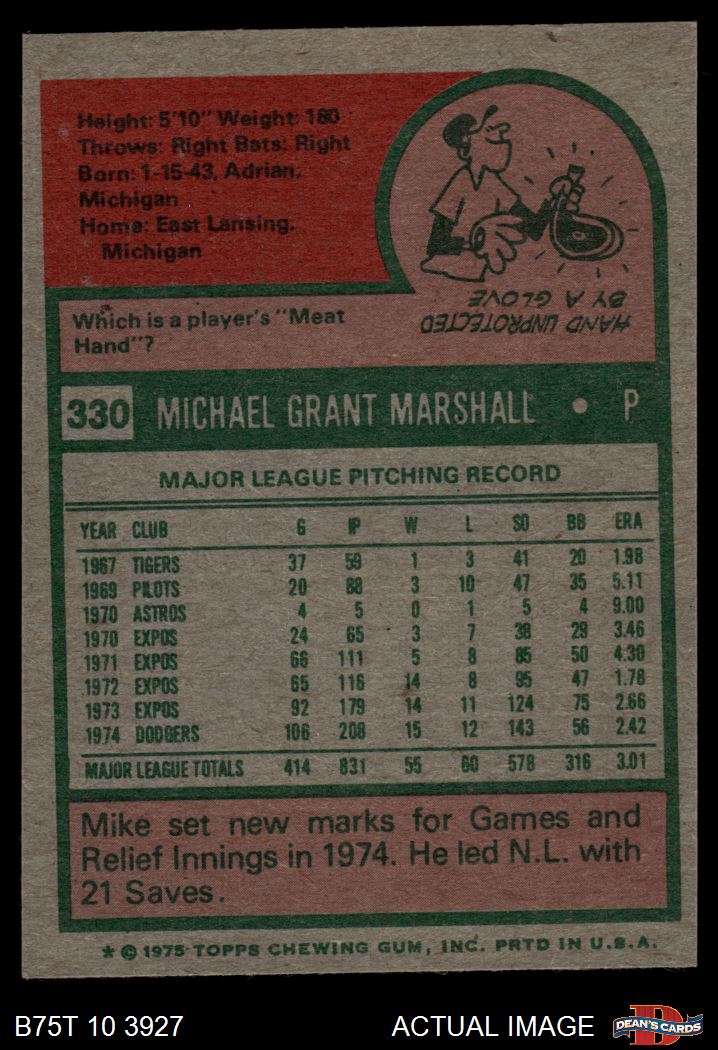 Height: 5'10" Weight: 180
Throws: Right Bats: Right
Born: 1-15-43, Adrian,
Michigan
Home: East Lansing,
Michigan
Which is a player's "Meat
Hand"?
HAND UNPROTECTED
BY A GLOVE
330 MICHAEL GRANT MARSHALL • P
MAJOR LEAGUE PITCHING RECORD
YEAR CLUB G IP W L SO BB ERA
1967 TIGERS 37 59 1 3 41 20 1.98
1969 PILOTS 20 88 3 10 47 35 5.11
1970 ASTROS 4 5 0 1 5 4 9.00
1970 EXPOS 24 65 3 7 38 29 3.46
1971 EXPOS 66 111 5 8 85 50 4.30
1972 EXPOS 65 116 14 8 95 47 1.78
1973 EXPOS 92 179 14 11 124 75 2.66
1974 DODGERS 106 208 15 12 143 56 2.42
MAJOR LEAGUE TOTALS 414 831 55 60 578 316 3.01
Mike set new marks for Games and
Relief Innings in 1974. He led N.L. with
21 Saves.
* © 1975 TOPPS CHEWING GUM, INC. PRTD IN U.S.A.
B75T 10 3927 ACTUAL IMAGE DEAN'S CARDS